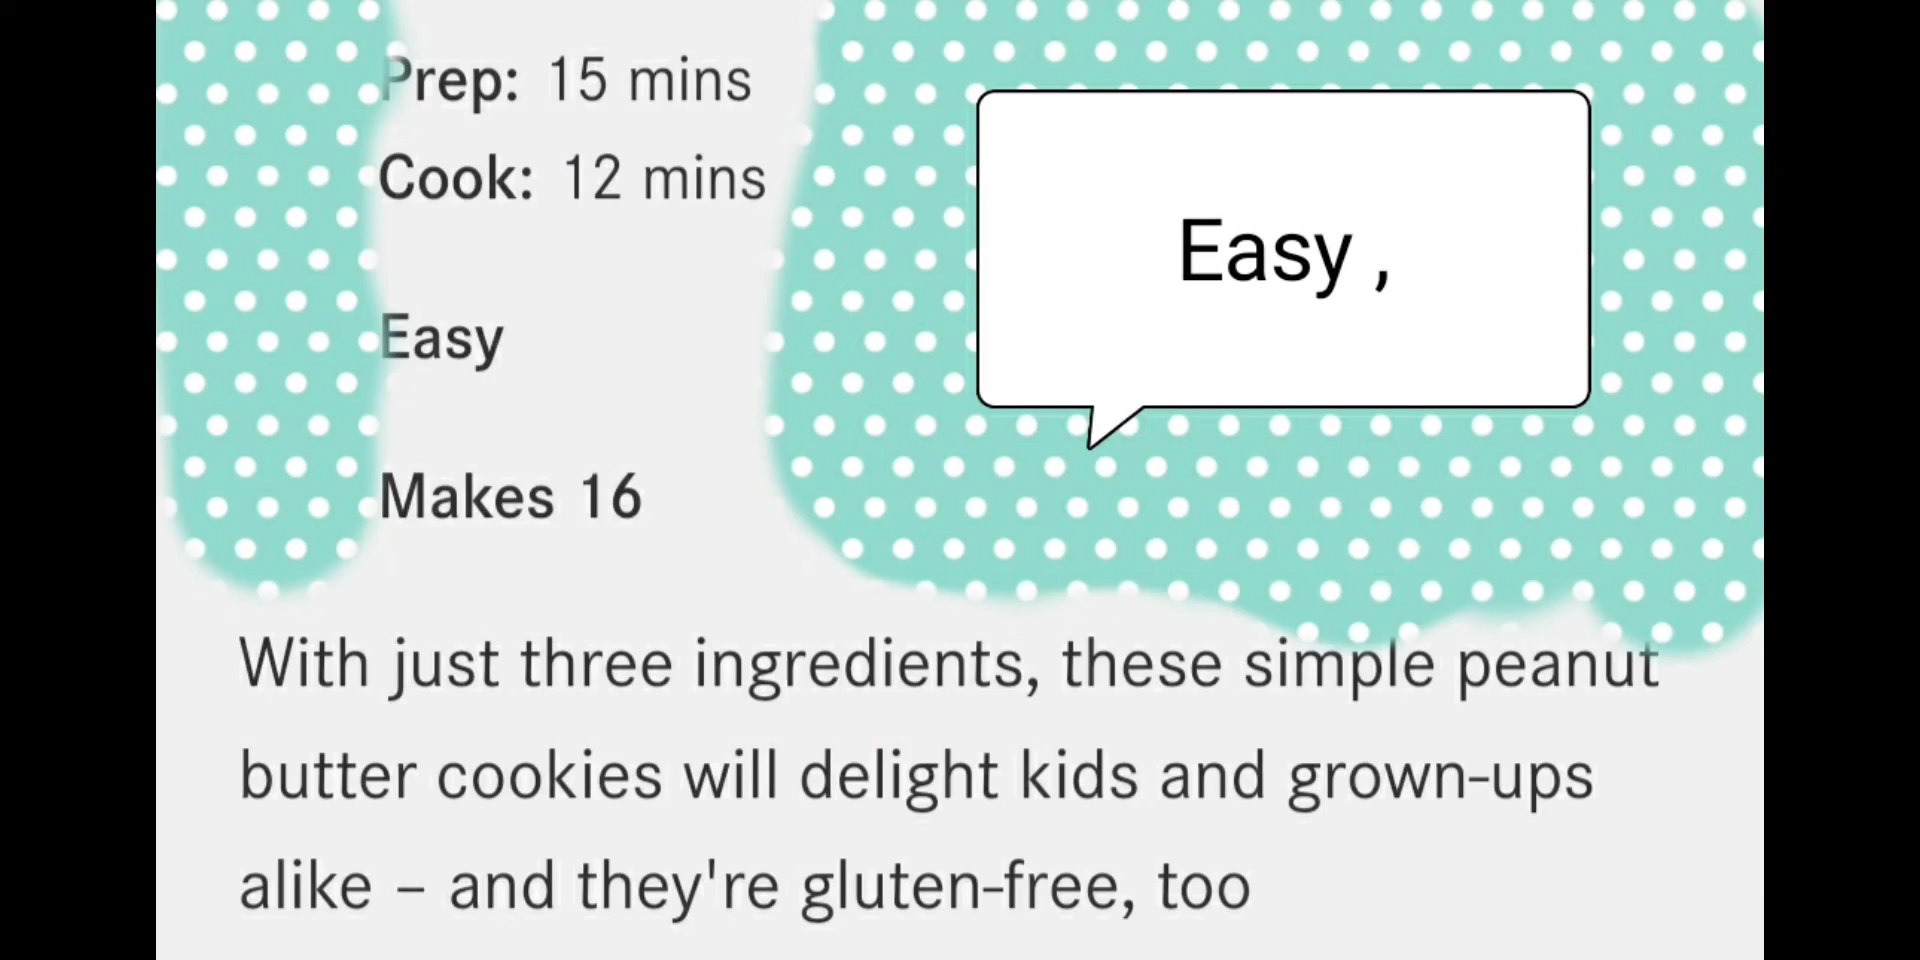 Prep: 15 mins
Cook: 12 mins
Easy
Makes 16
Easy ,
With just three ingredients, these simple peanut
butter cookies will delight kids and grown-ups
alike – and they're gluten-free, too